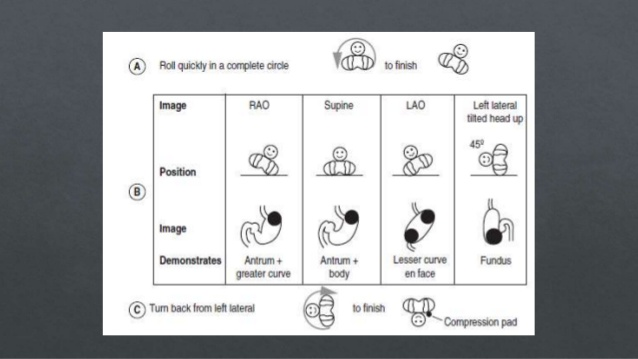 A Roll quickly in a complete circle to finish
Image RAO Supine LAO Left lateral
tilted head up
45º
Position
B
Image
Demonstrates Antrum + Antrum + Lesser curve Fundus
greater curve body en face
C Turn back from left lateral to finish
Compression pad